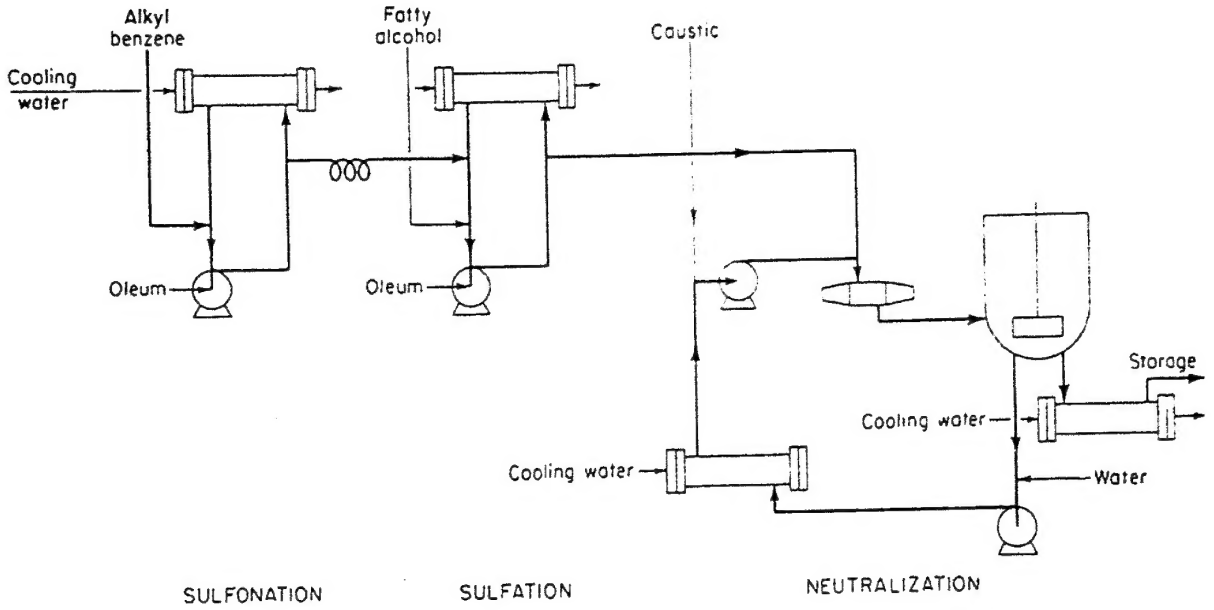 Alkyl
benzene
Fatty
alcohol
Caustic
Cooling
water
Oleum
Oleum
Storage
Cooling water
Cooling water
Water
SULFONATION
SULFATION
NEUTRALIZATION